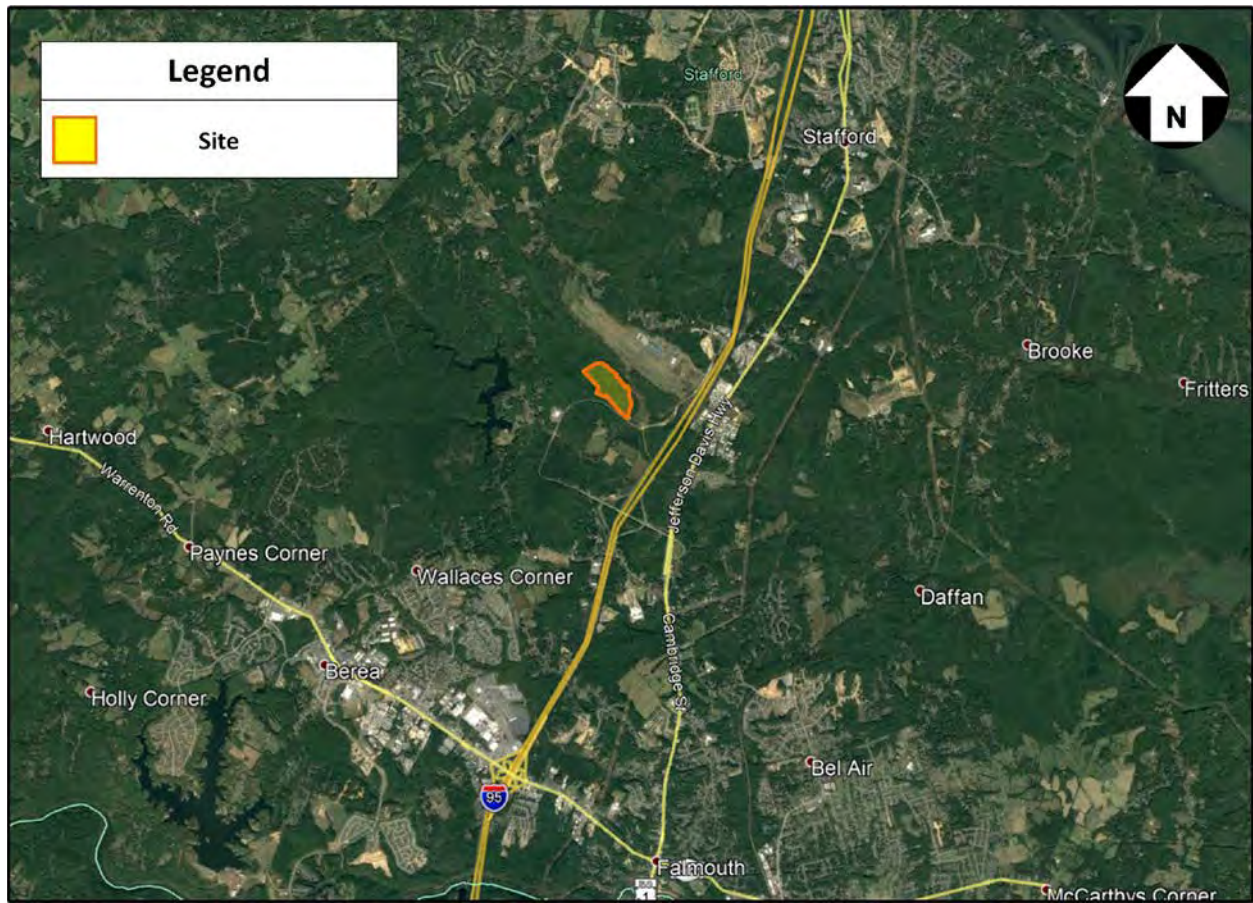 Legend
Site
N
Stafford
Stafford
Brooke
Fritters
Hartwood
Warrenton Rd
Jefferson Davis Hwy
Paynes Corner
Wallaces Corner
Daffan
Cambridge St
Berea
Holly Corner
Bel Air
95
Falmouth
1
McCarthys Corner